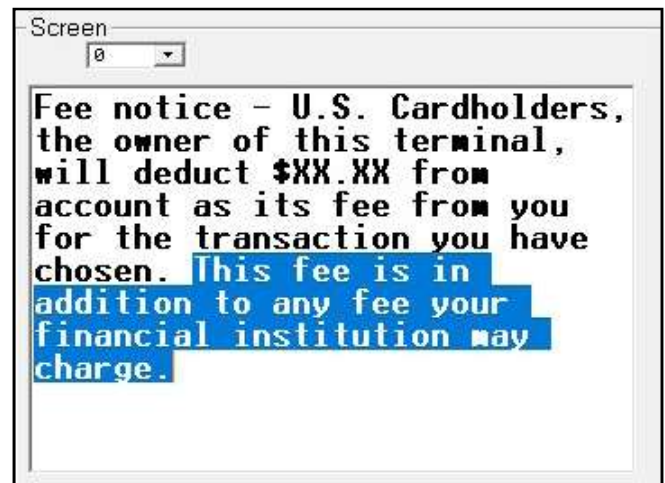 Screen
0
Fee notice - U.S. Cardholders,
the owner of this terminal,
will deduct $XX.XX from
account as its fee from you
for the transaction you have
chosen. This fee is in
addition to any fee your
financial institution may
charge.